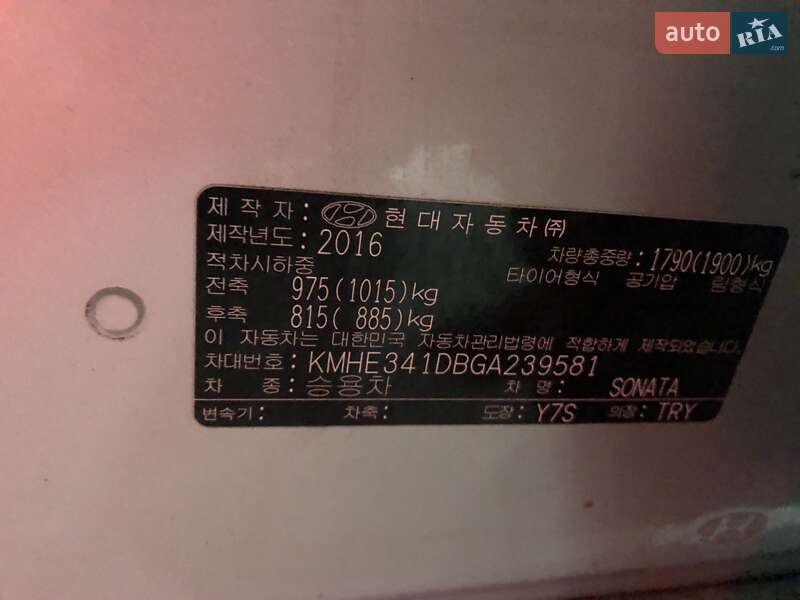 auto RIA.com
제 작 자 : 현 대 자 동 차 ㈜
제작년도 : 2016 차량총중량 : 1790(1900)kg
적차시하중 타이어형식 공기압 림형식
전축 975(1015)kg
후축 815( 885)kg
이 자동차는 대한민국 자동차관리법령에 적합하게 제작되었습니다.
차대번호 : KMHE341DBGA239581
차 종 : 승용차 차 명 : SONATA
변속기 : 차축 : 도장 : Y7S 의장 : TRY